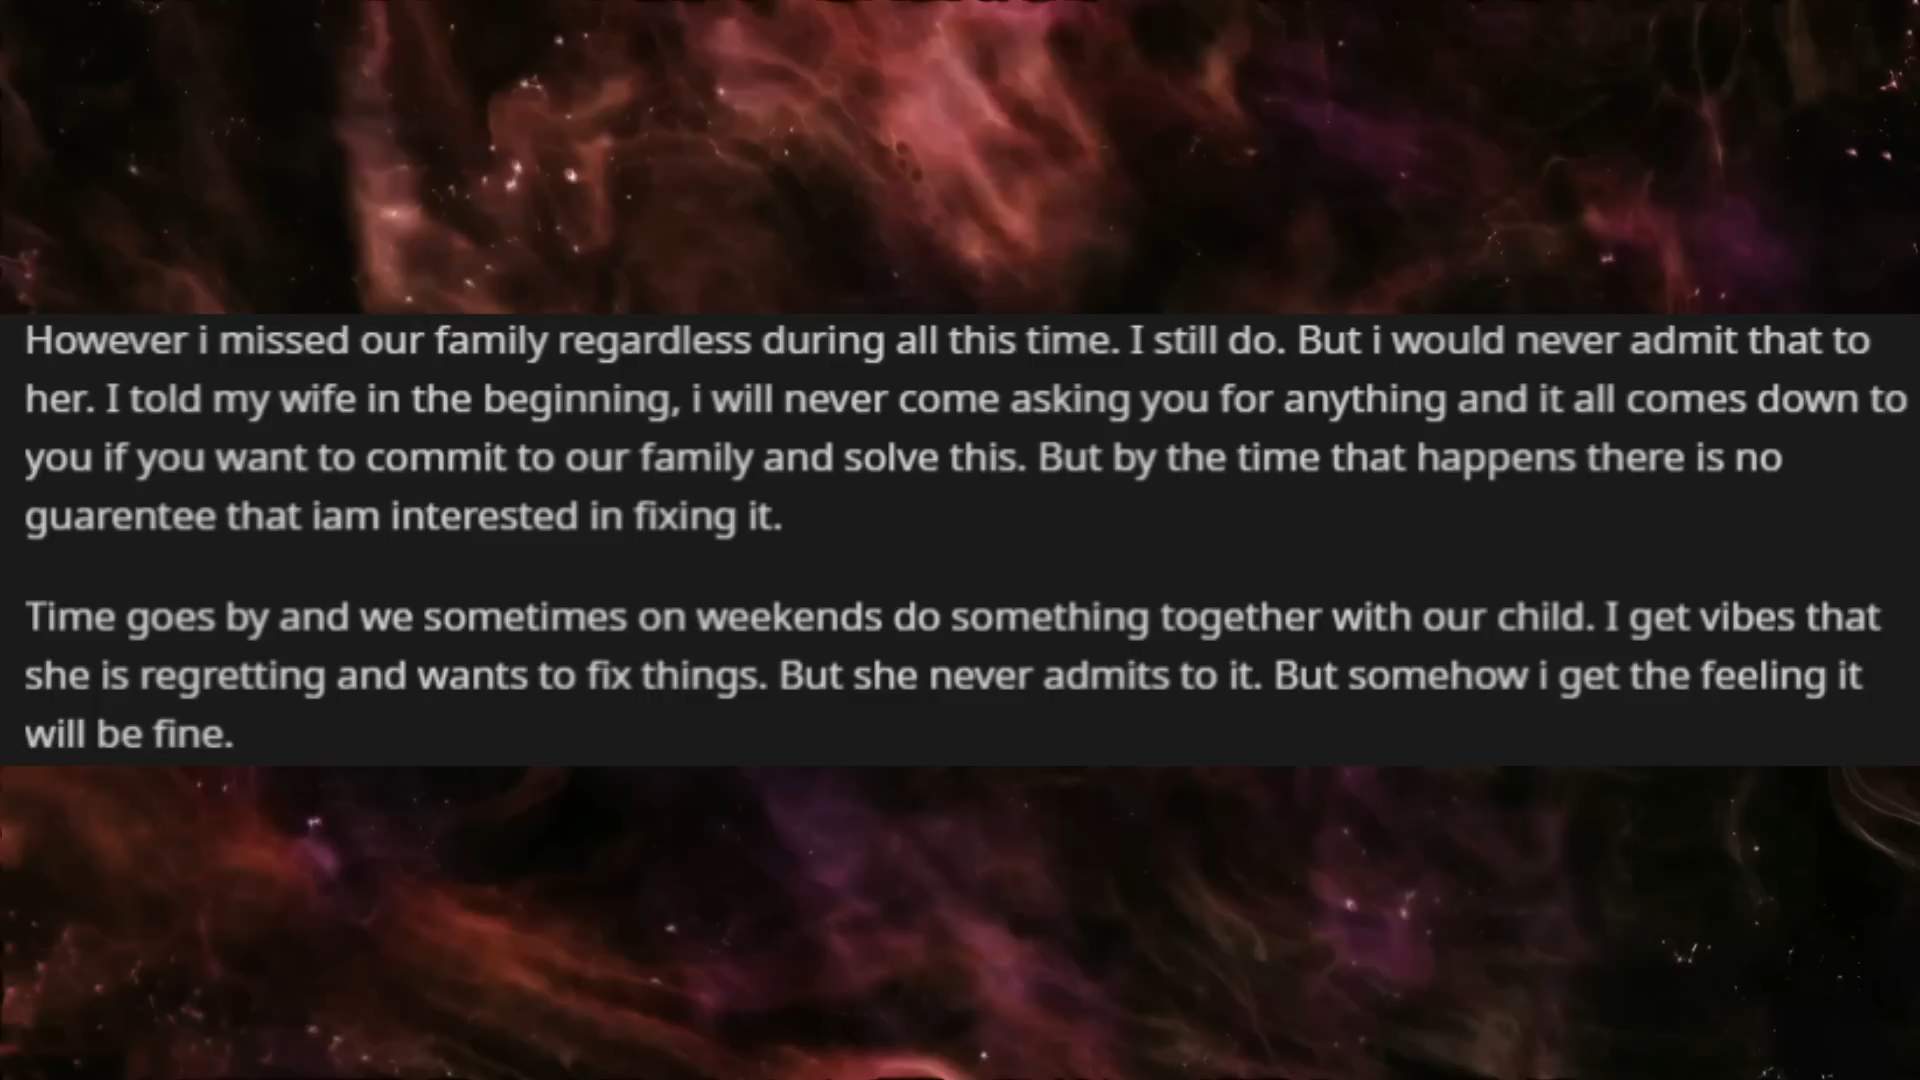 However i missed our family regardless during all this time. I still do. But i would never admit that to
her. I told my wife in the beginning, i will never come asking you for anything and it all comes down to
you if you want to commit to our family and solve this. But by the time that happens there is no
guarentee that iam interested in fixing it.
Time goes by and we sometimes on weekends do something together with our child. I get vibes that
she is regretting and wants to fix things. But she never admits to it. But somehow i get the feeling it
will be fine.